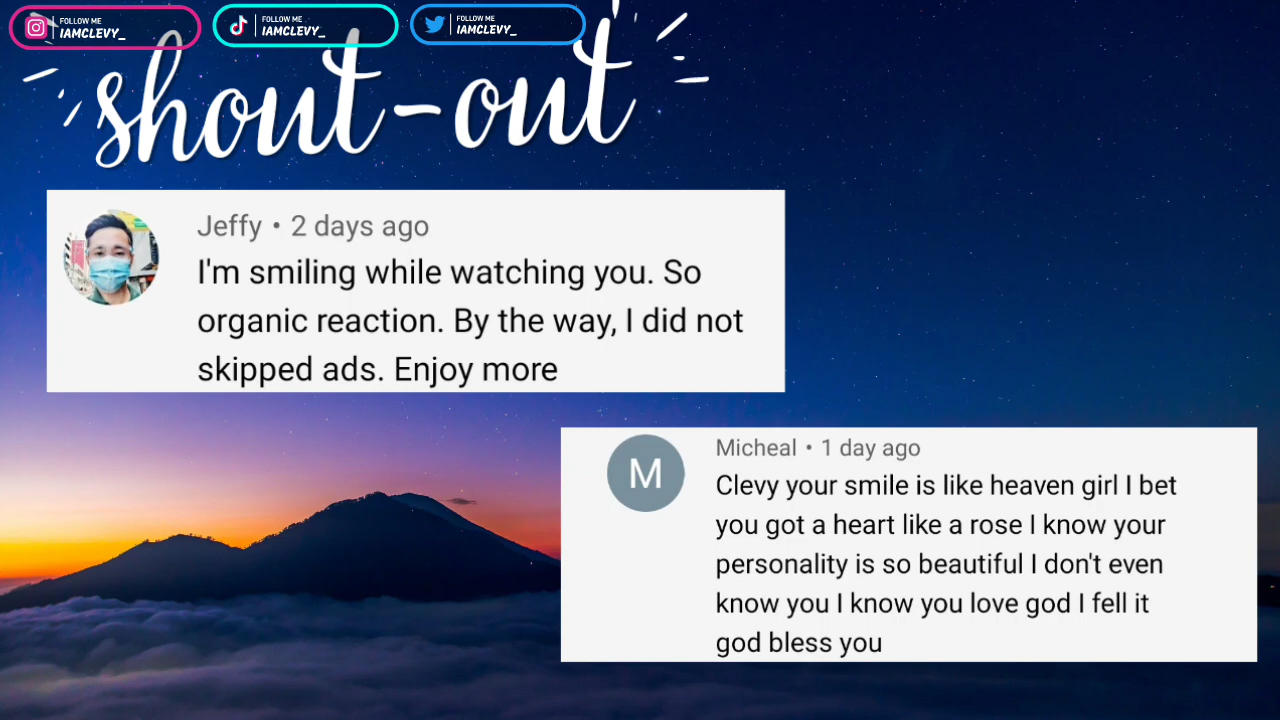 FOLLOW ME
IAMCLEVY_
FOLLOW ME
IAMCLEVY_
FOLLOW ME
IAMCLEVY_
shout-out
Jeffy • 2 days ago
I'm smiling while watching you. So
organic reaction. By the way, I did not
skipped ads. Enjoy more
M
Micheal • 1 day ago
Clevy your smile is like heaven girl I bet
you got a heart like a rose I know your
personality is so beautiful I don't even
know you I know you love god I fell it
god bless you